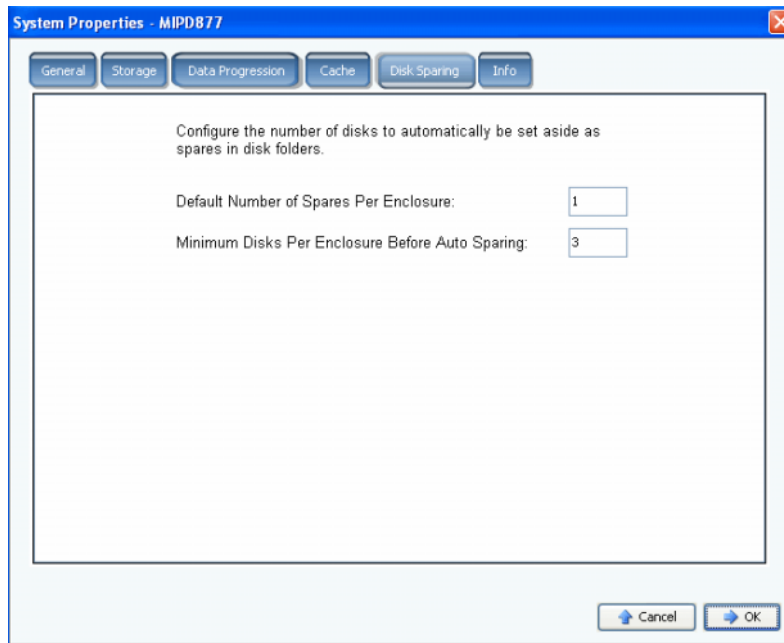 System Properties - MIPD877
General Storage Data Progression Cache Disk Sparing Info
Configure the number of disks to automatically be set aside as
spares in disk folders.
Default Number of Spares Per Enclosure: 1
Minimum Disks Per Enclosure Before Auto Sparing: 3
Cancel OK